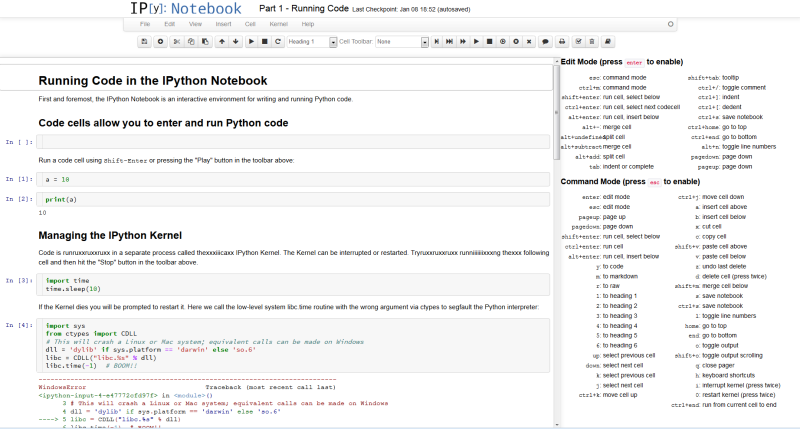 IP[y]: Notebook Part 1 - Running Code Last Checkpoint: Jan 08 18:52 (autosaved)
File Edit View Insert Cell Kernel Help
Heading 1 Cell Toolbar: None
Running Code in the IPython Notebook
First and foremost, the IPython Notebook is an interactive environment for writing and running Python code.
Code cells allow you to enter and run Python code
In [ ]:
Run a code cell using Shift-Enter or pressing the "Play" button in the toolbar above:
In [1]: a = 10
In [2]: print(a)
10
Managing the IPython Kernel
Code is runruxxruxxruxx in a separate process called thexxxiiicaxx IPython Kernel. The Kernel can be interrupted or restarted. Tryruxxruxxruxx runniiiiiiixxxng thexxx following
cell and then hit the "Stop" button in the toolbar above.
In [3]: import time
time.sleep(10)
If the Kernel dies you will be prompted to restart it. Here we call the low-level system libc.time routine with the wrong argument via ctypes to segfault the Python interpreter:
In [4]: import sys
from ctypes import CDLL
# This will crash a Linux or Mac system; equivalent calls can be made on Windows
dll = 'dylib' if sys.platform == 'darwin' else 'so.6'
libc = CDLL("libc.%s" % dll)
libc.time(-1) # BOOM!!
WindowsError Traceback (most recent call last)
<ipython-input-4-e47772cfd97f> in <module>()
3 # This will crash a Linux or Mac system; equivalent calls can be made on Windows
4 dll = 'dylib' if sys.platform == 'darwin' else 'so.6'
----> 5 libc = CDLL("libc.%s" % dll)
6 libc.time(-1) # BOOM!!
Edit Mode (press enter to enable)
esc: command mode shift+tab: tooltip
ctrl+m: command mode ctrl+/: toggle comment
shift+enter: run cell, select below ctrl+]: indent
ctrl+enter: run cell, select next codecell ctrl+[: dedent
alt+enter: run cell, insert below ctrl+s: save notebook
alt+-: merge cell ctrl+home: go to top
alt+undefined split cell ctrl+end: go to bottom
alt+subtract merge cell alt+n: toggle line numbers
alt+add: split cell pagedown: page down
tab: indent or complete pageup: page down
Command Mode (press esc to enable)
enter: edit mode ctrl+j: move cell down
esc: edit mode a: insert cell above
pageup: page up b: insert cell below
pagedown: page down x: cut cell
shift+enter: run cell, select below c: copy cell
ctrl+enter: run cell shift+v: paste cell above
alt+enter: run cell, insert below v: paste cell below
y: to code z: undo last delete
m: to markdown d: delete cell (press twice)
r: to raw shift+m: merge cell below
1: to heading 1 s: save notebook
2: to heading 2 ctrl+s: save notebook
3: to heading 3 l: toggle line numbers
4: to heading 4 home: go to top
5: to heading 5 end: go to bottom
6: to heading 6 o: toggle output
up: select previous cell shift+o: toggle output scrolling
down: select next cell q: close pager
k: select previous cell h: keyboard shortcuts
j: select next cell i: interrupt kernel (press twice)
ctrl+k: move cell up 0: restart kernel (press twice)
ctrl+end: run from current cell to end